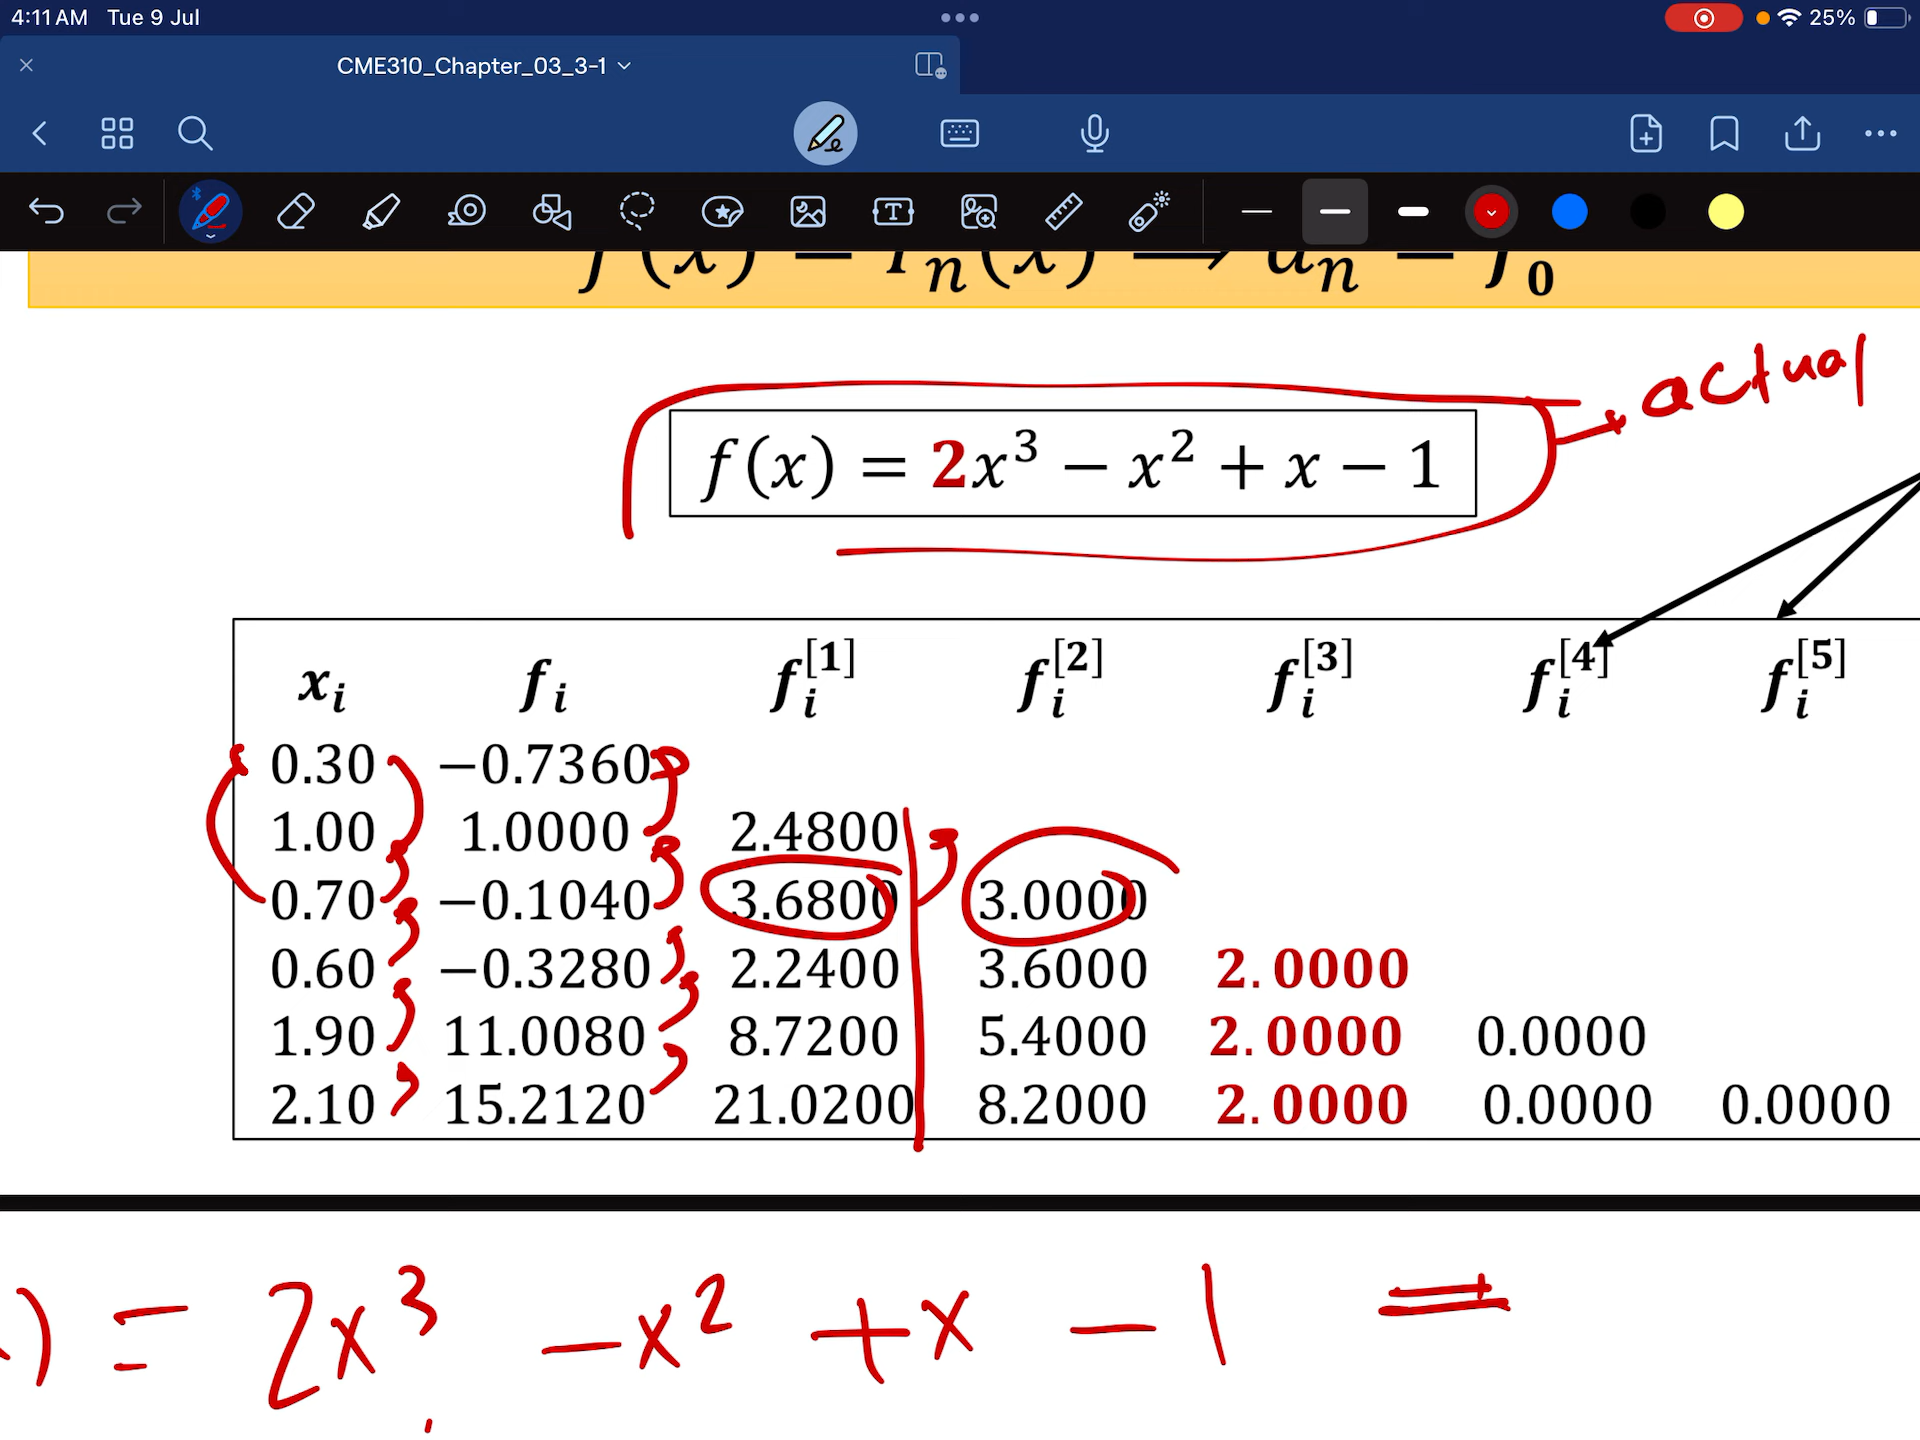 4:11AM Tue 9 Jul 25%
CME310_Chapter_03_3-1
actual
f(x) = 2x³ − x² + x − 1
xᵢ fᵢ fᵢ^[1] fᵢ^[2] fᵢ^[3] fᵢ^[4] fᵢ^[5]
0.30 −0.7360
1.00 1.0000 2.4800
0.70 −0.1040 3.6800 3.0000
0.60 −0.3280 2.2400 3.6000 2.0000
1.90 11.0080 8.7200 5.4000 2.0000 0.0000
2.10 15.2120 21.0200 8.2000 2.0000 0.0000 0.0000
) = 2x³ − x² + x − 1